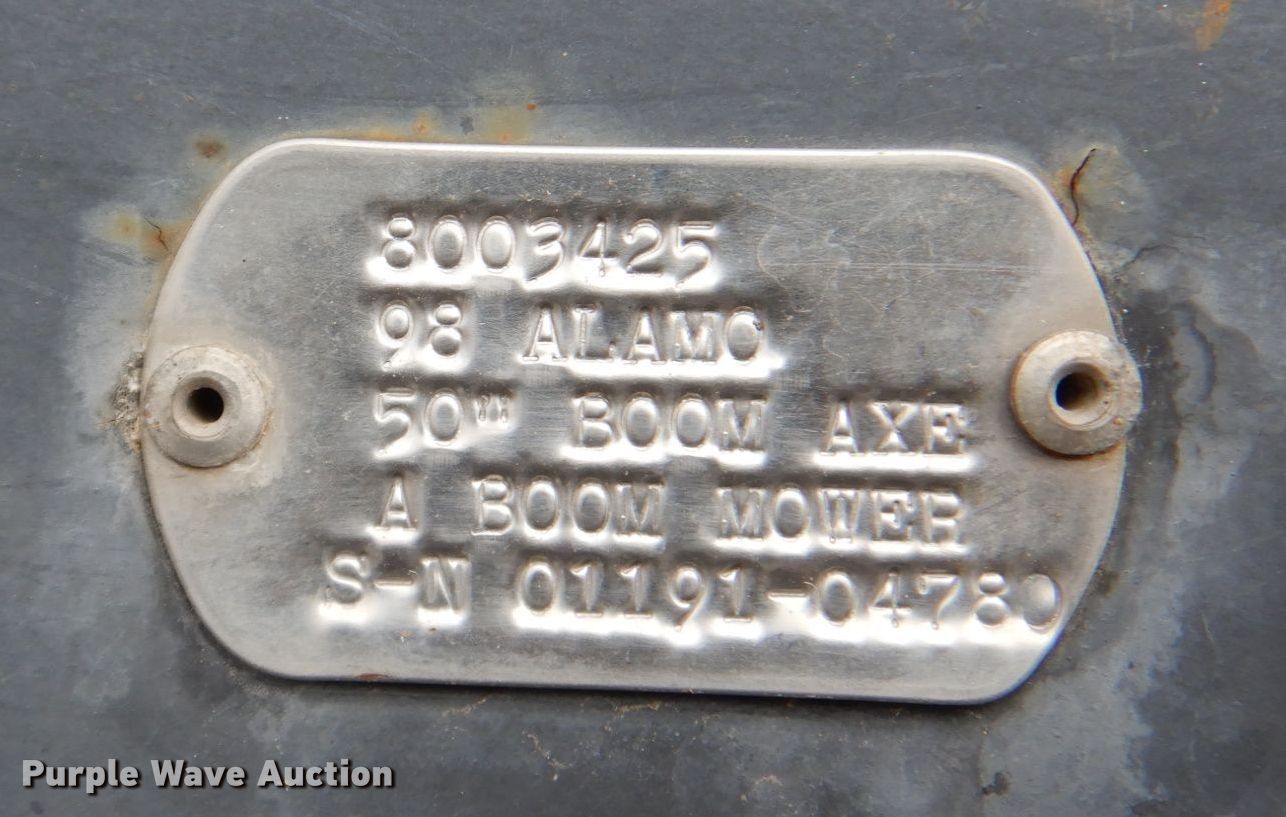 8003425
98 ALAMO
50" BOOM AXE
A BOOM MOWER
S-N 01191-04780
Purple Wave Auction